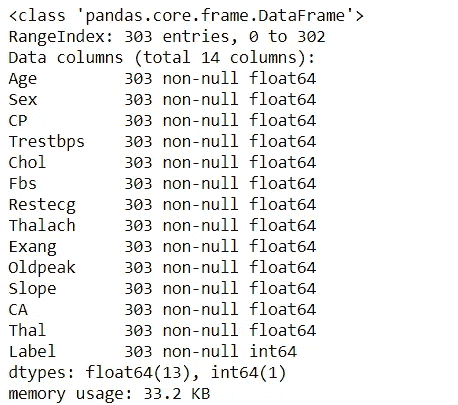 <class 'pandas.core.frame.DataFrame'>
RangeIndex: 303 entries, 0 to 302
Data columns (total 14 columns):
Age 303 non-null float64
Sex 303 non-null float64
CP 303 non-null float64
Trestbps 303 non-null float64
Chol 303 non-null float64
Fbs 303 non-null float64
Restecg 303 non-null float64
Thalach 303 non-null float64
Exang 303 non-null float64
Oldpeak 303 non-null float64
Slope 303 non-null float64
CA 303 non-null float64
Thal 303 non-null float64
Label 303 non-null int64
dtypes: float64(13), int64(1)
memory usage: 33.2 KB